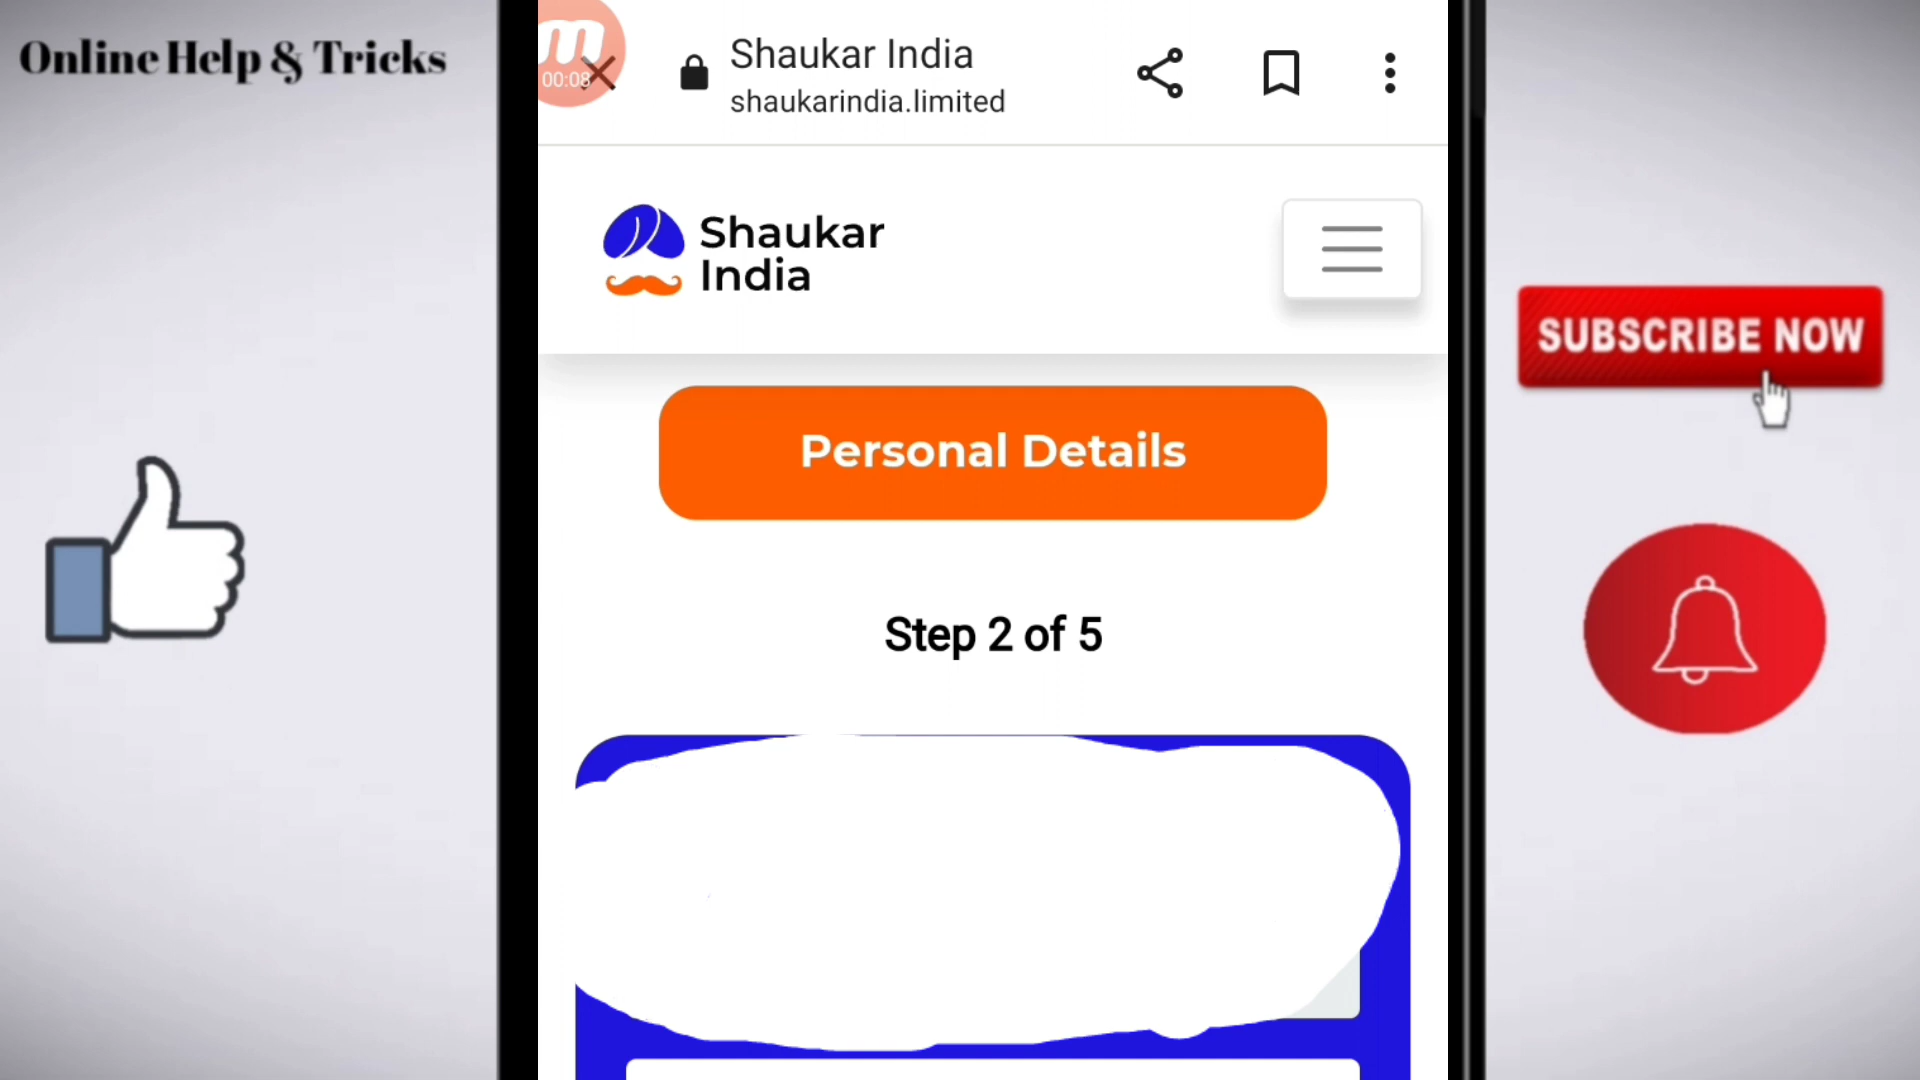 Online Help & Tricks
00:08
Shaukar India
shaukarindia.limited
Shaukar
India
Personal Details
Step 2 of 5
SUBSCRIBE NOW